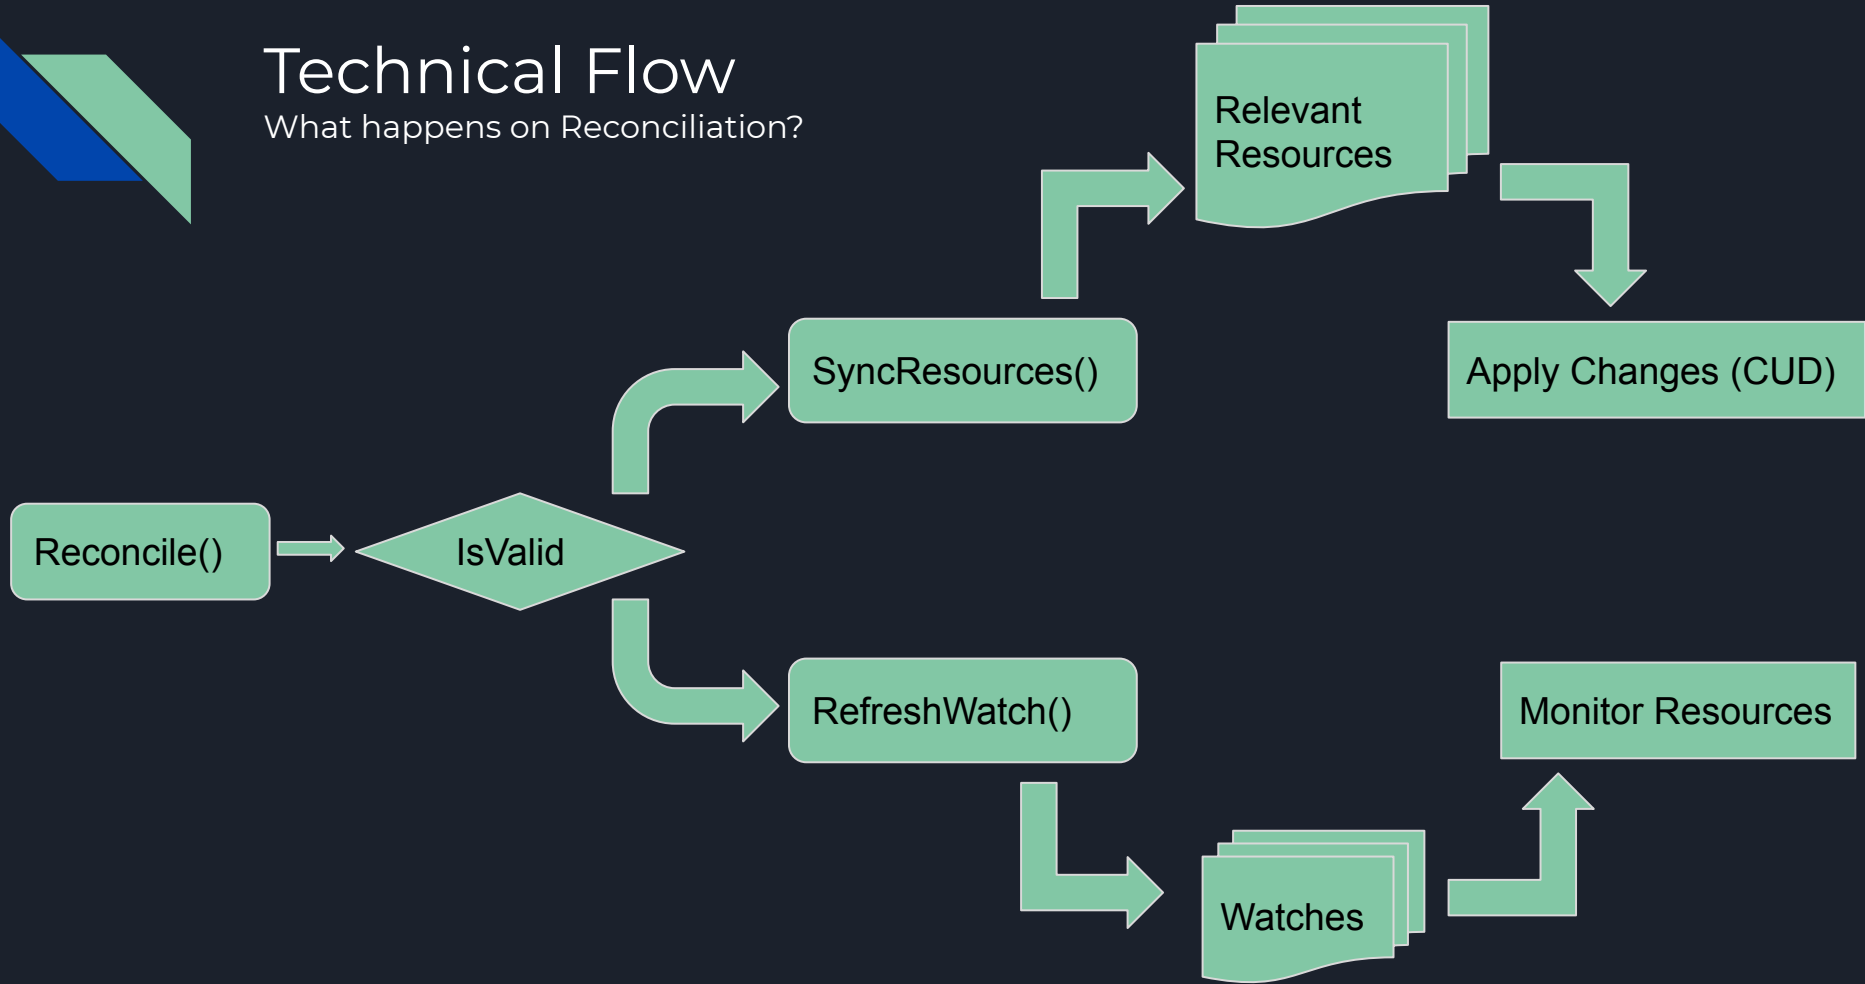 Technical Flow
What happens on Reconciliation?
Relevant
Resources
SyncResources()
Apply Changes (CUD)
Reconcile()
IsValid
RefreshWatch()
Monitor Resources
Watches